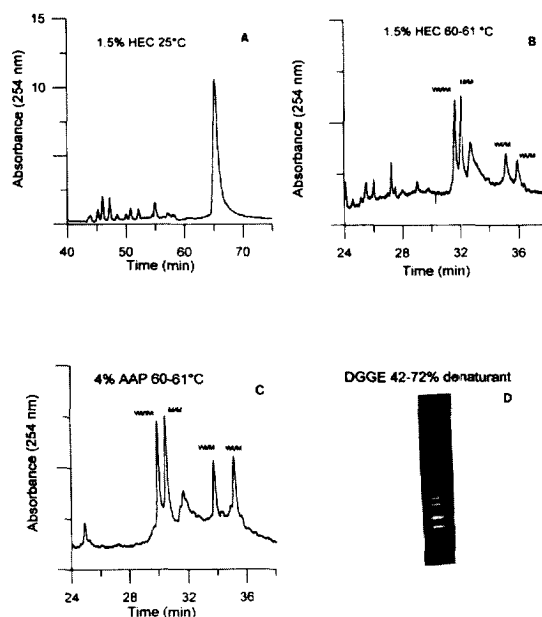 1.5% HEC 25°C
A
Absorbance (254 nm)
15
10
5
0
40 50 60 70
Time (min)
1.5% HEC 60-61 °C
B
Absorbance (254 nm)
24 28 32 36
Time (min)
4% AAP 60-61°C
C
Absorbance (254 nm)
24 28 32 36
Time (min)
DGGE 42-72% denaturant
D